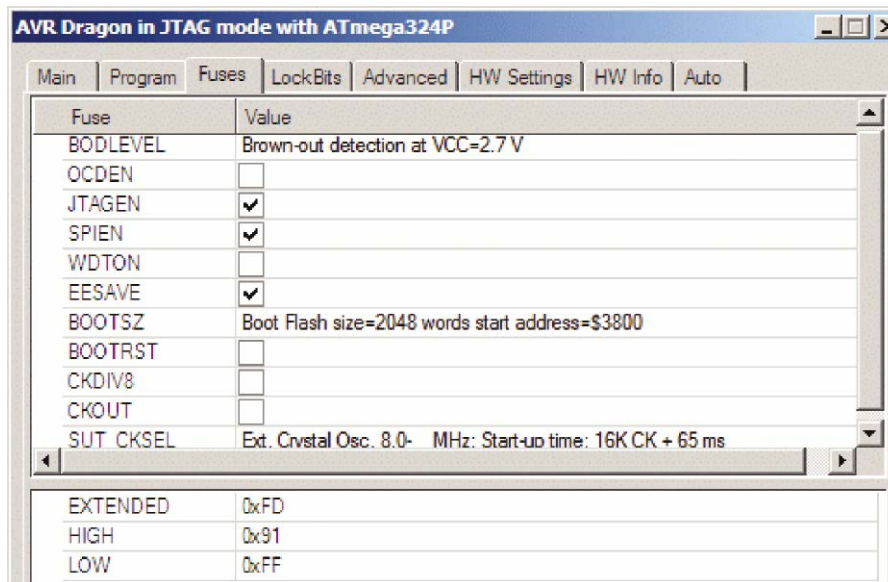 AVR Dragon in JTAG mode with ATmega324P
Main Program Fuses LockBits Advanced HW Settings HW Info Auto
Fuse Value
BODLEVEL Brown-out detection at VCC=2.7 V
OCDEN
JTAGEN
SPIEN
WDTON
EESAVE
BOOTSZ Boot Flash size=2048 words start address=$3800
BOOTRST
CKDIV8
CKOUT
SUT_CKSEL Ext. Crystal Osc. 8.0- MHz; Start-up time: 16K CK + 65 ms
EXTENDED 0xFD
HIGH 0x91
LOW 0xFF